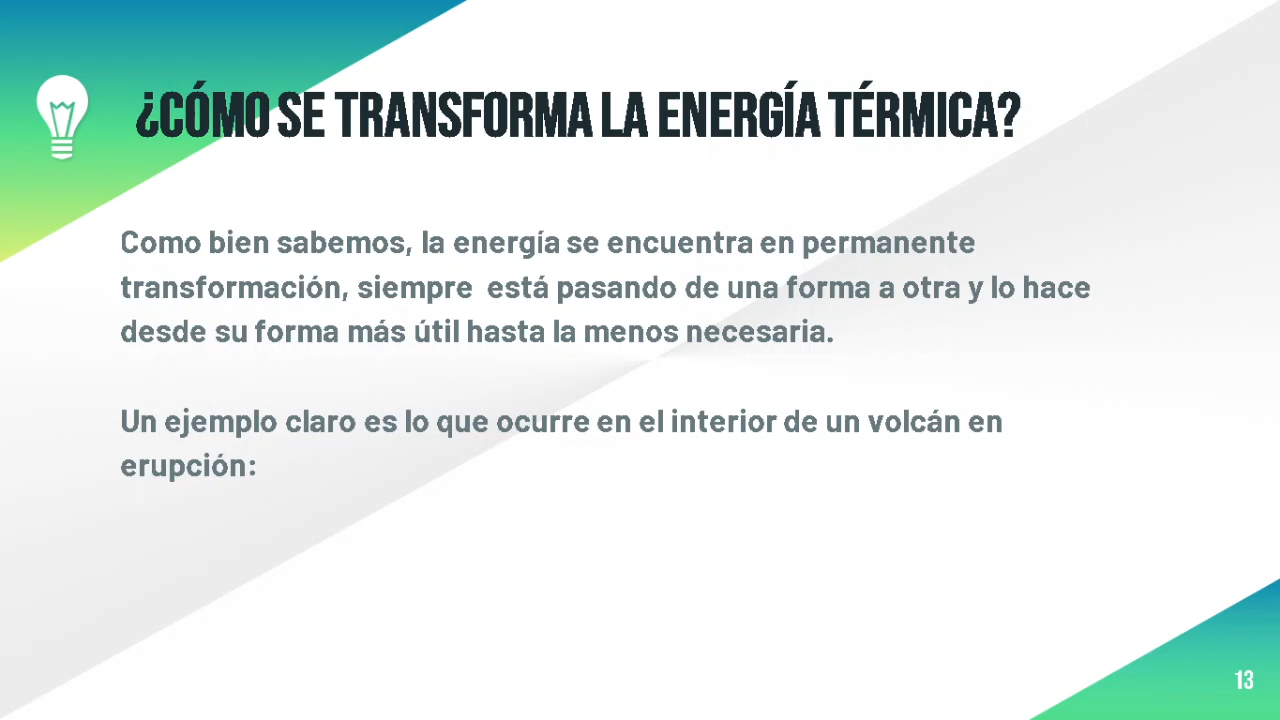 ¿CÓMO SE TRANSFORMA LA ENERGÍA TÉRMICA?
Como bien sabemos, la energía se encuentra en permanente
transformación, siempre  está pasando de una forma a otra y lo hace
desde su forma más útil hasta la menos necesaria.
Un ejemplo claro es lo que ocurre en el interior de un volcán en
erupción:
13